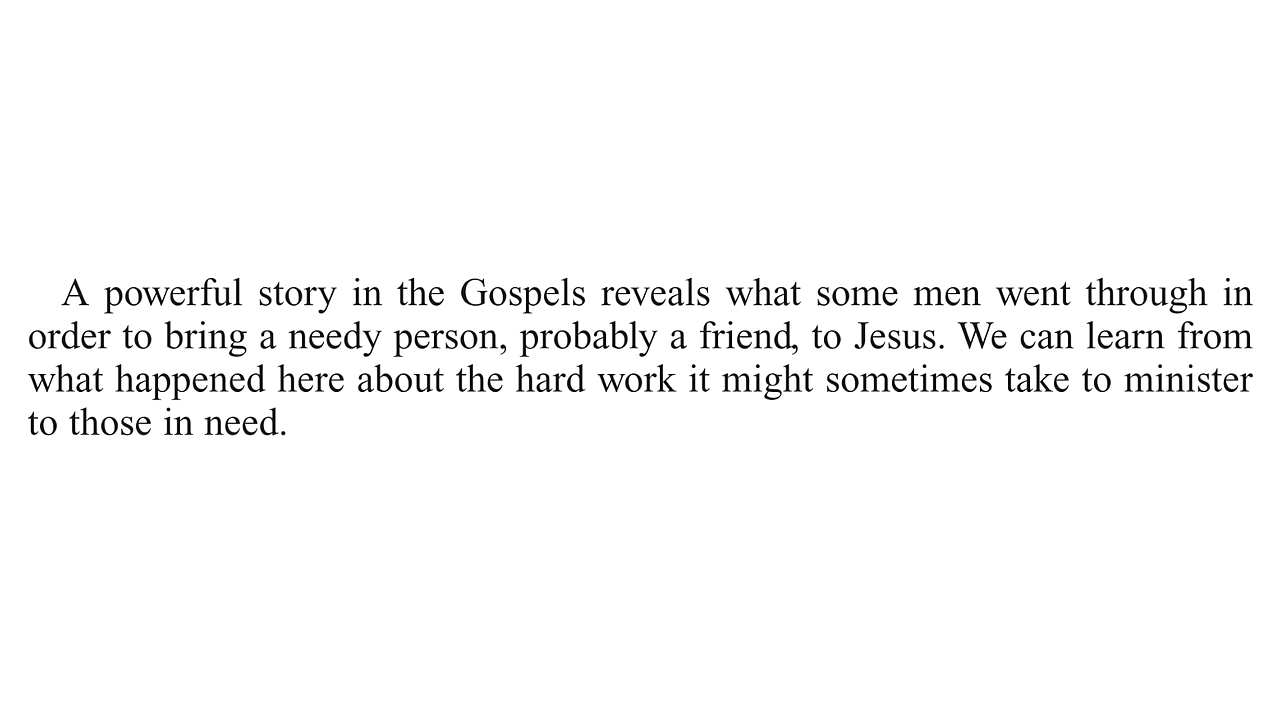 A powerful story in the Gospels reveals what some men went through in
order to bring a needy person, probably a friend, to Jesus. We can learn from
what happened here about the hard work it might sometimes take to minister
to those in need.